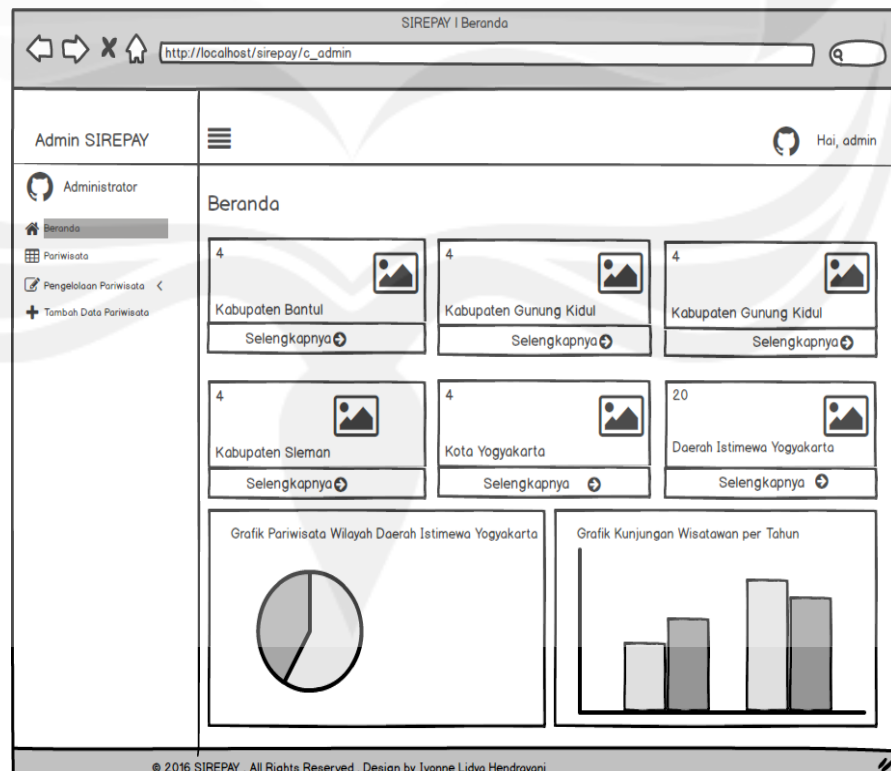 SIREPAY | Beranda
http://localhost/sirepay/c_admin
Admin SIREPAY
Hai, admin
Administrator
Beranda
Pariwisata
Pengelolaan Pariwisata
Tambah Data Pariwisata
Beranda
4
Kabupaten Bantul
Selengkapnya
4
Kabupaten Gunung Kidul
Selengkapnya
4
Kabupaten Gunung Kidul
Selengkapnya
4
Kabupaten Sleman
Selengkapnya
4
Kota Yogyakarta
Selengkapnya
20
Daerah Istimewa Yogyakarta
Selengkapnya
Grafik Pariwisata Wilayah Daerah Istimewa Yogyakarta
Grafik Kunjungan Wisatawan per Tahun
© 2016 SIREPAY . All Rights Reserved . Design by Ivonne Lidya Hendrayani